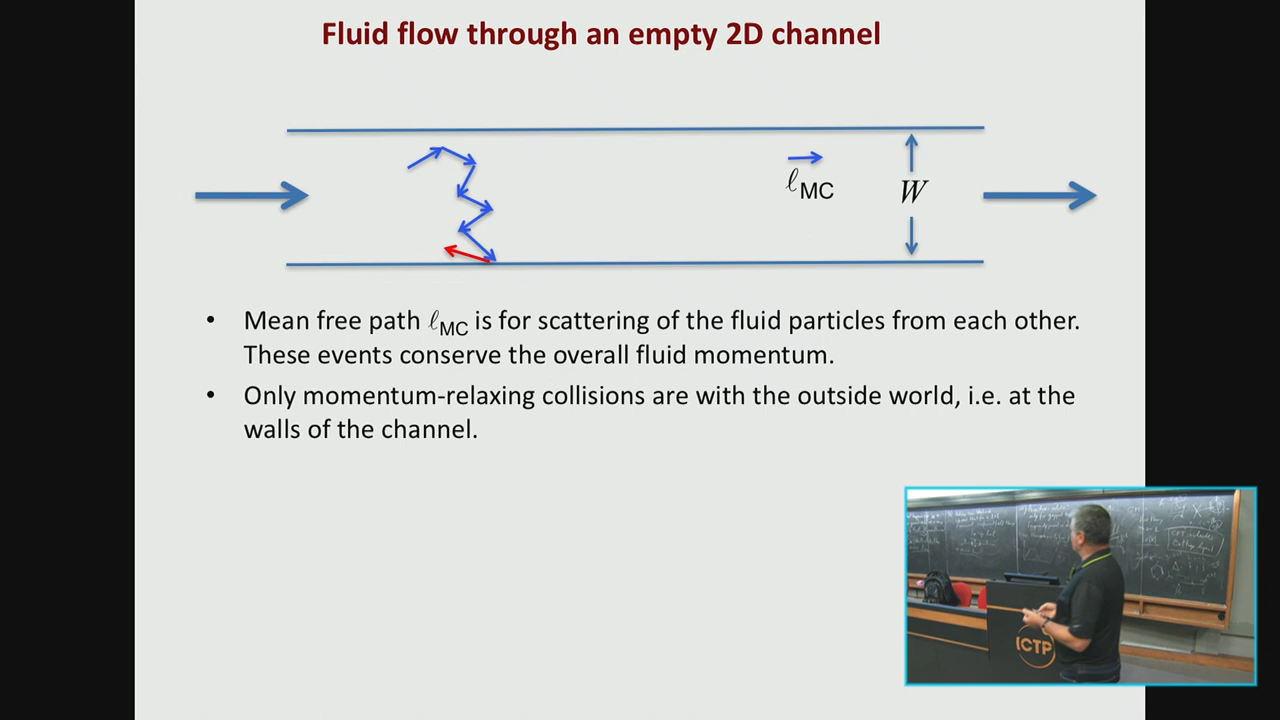 Fluid flow through an empty 2D channel
ℓMC
W
• Mean free path ℓMC is for scattering of the fluid particles from each other.
These events conserve the overall fluid momentum.
• Only momentum-relaxing collisions are with the outside world, i.e. at the
walls of the channel.
ICTP